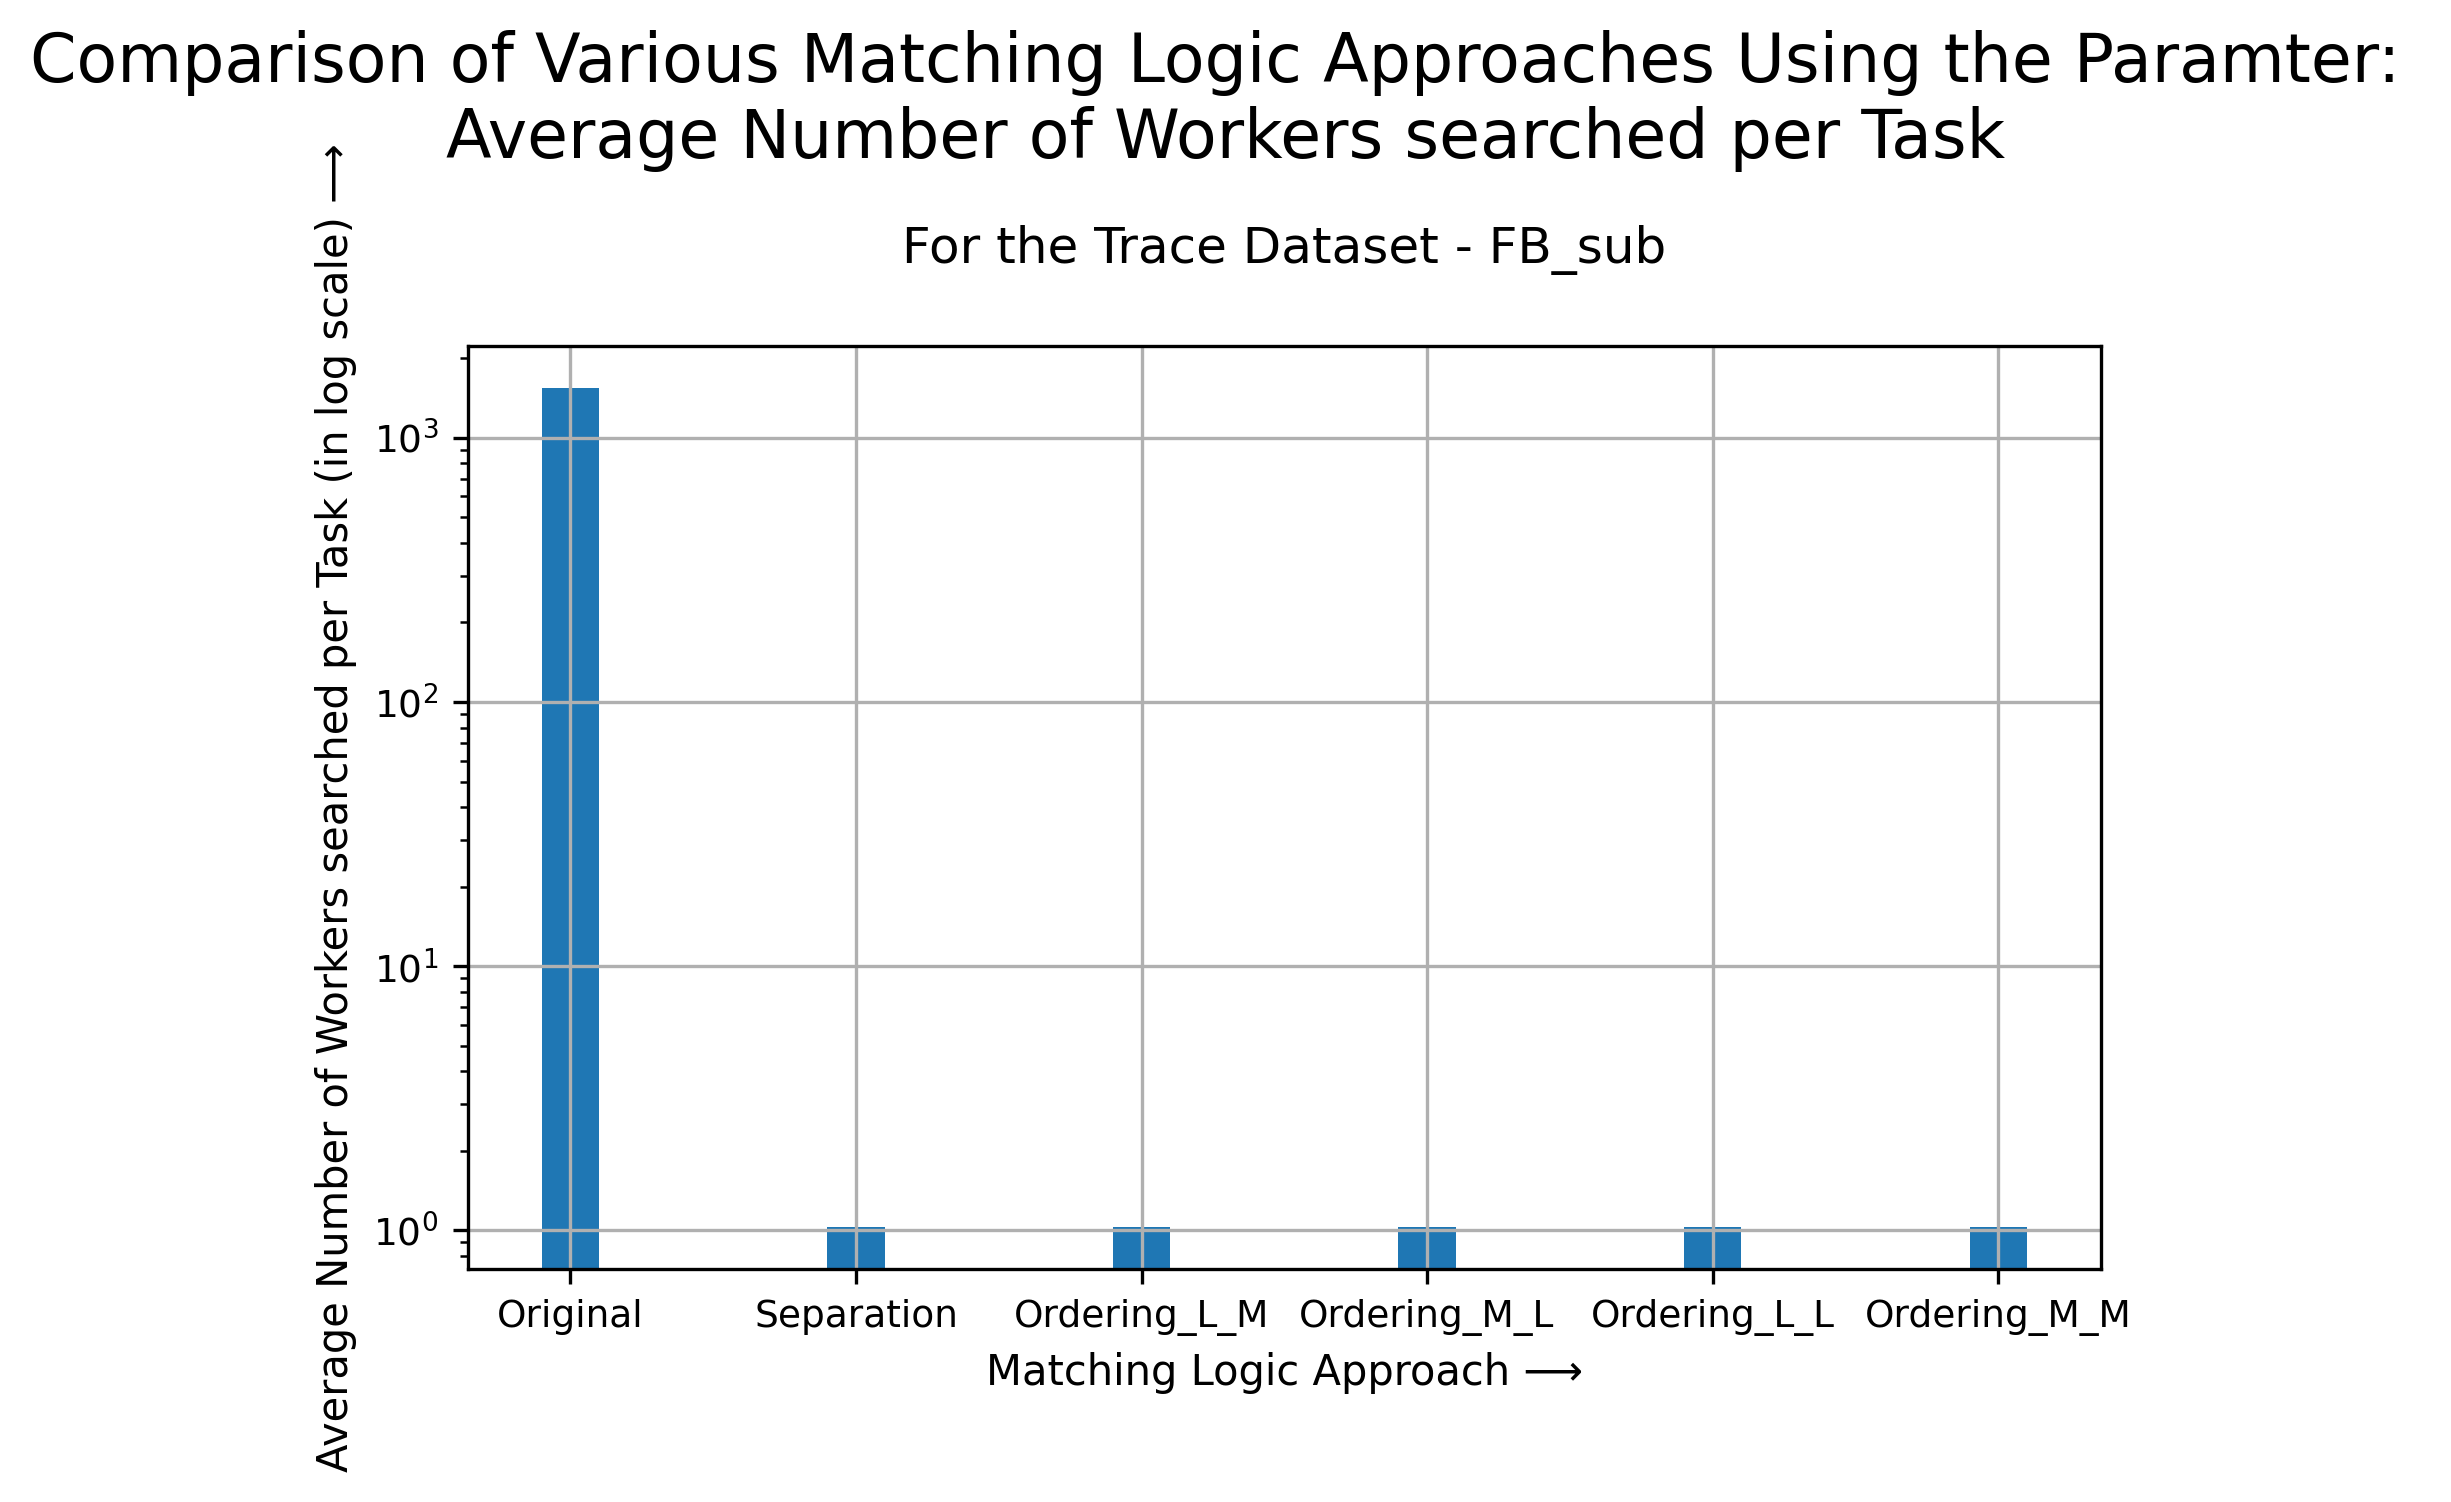 Comparison of Various Matching Logic Approaches Using the Paramter:
Average Number of Workers searched per Task
For the Trace Dataset - FB_sub
Average Number of Workers searched per Task (in log scale) ⟶
10³
10²
10¹
10⁰
Original Separation Ordering_L_M Ordering_M_L Ordering_L_L Ordering_M_M
Matching Logic Approach ⟶